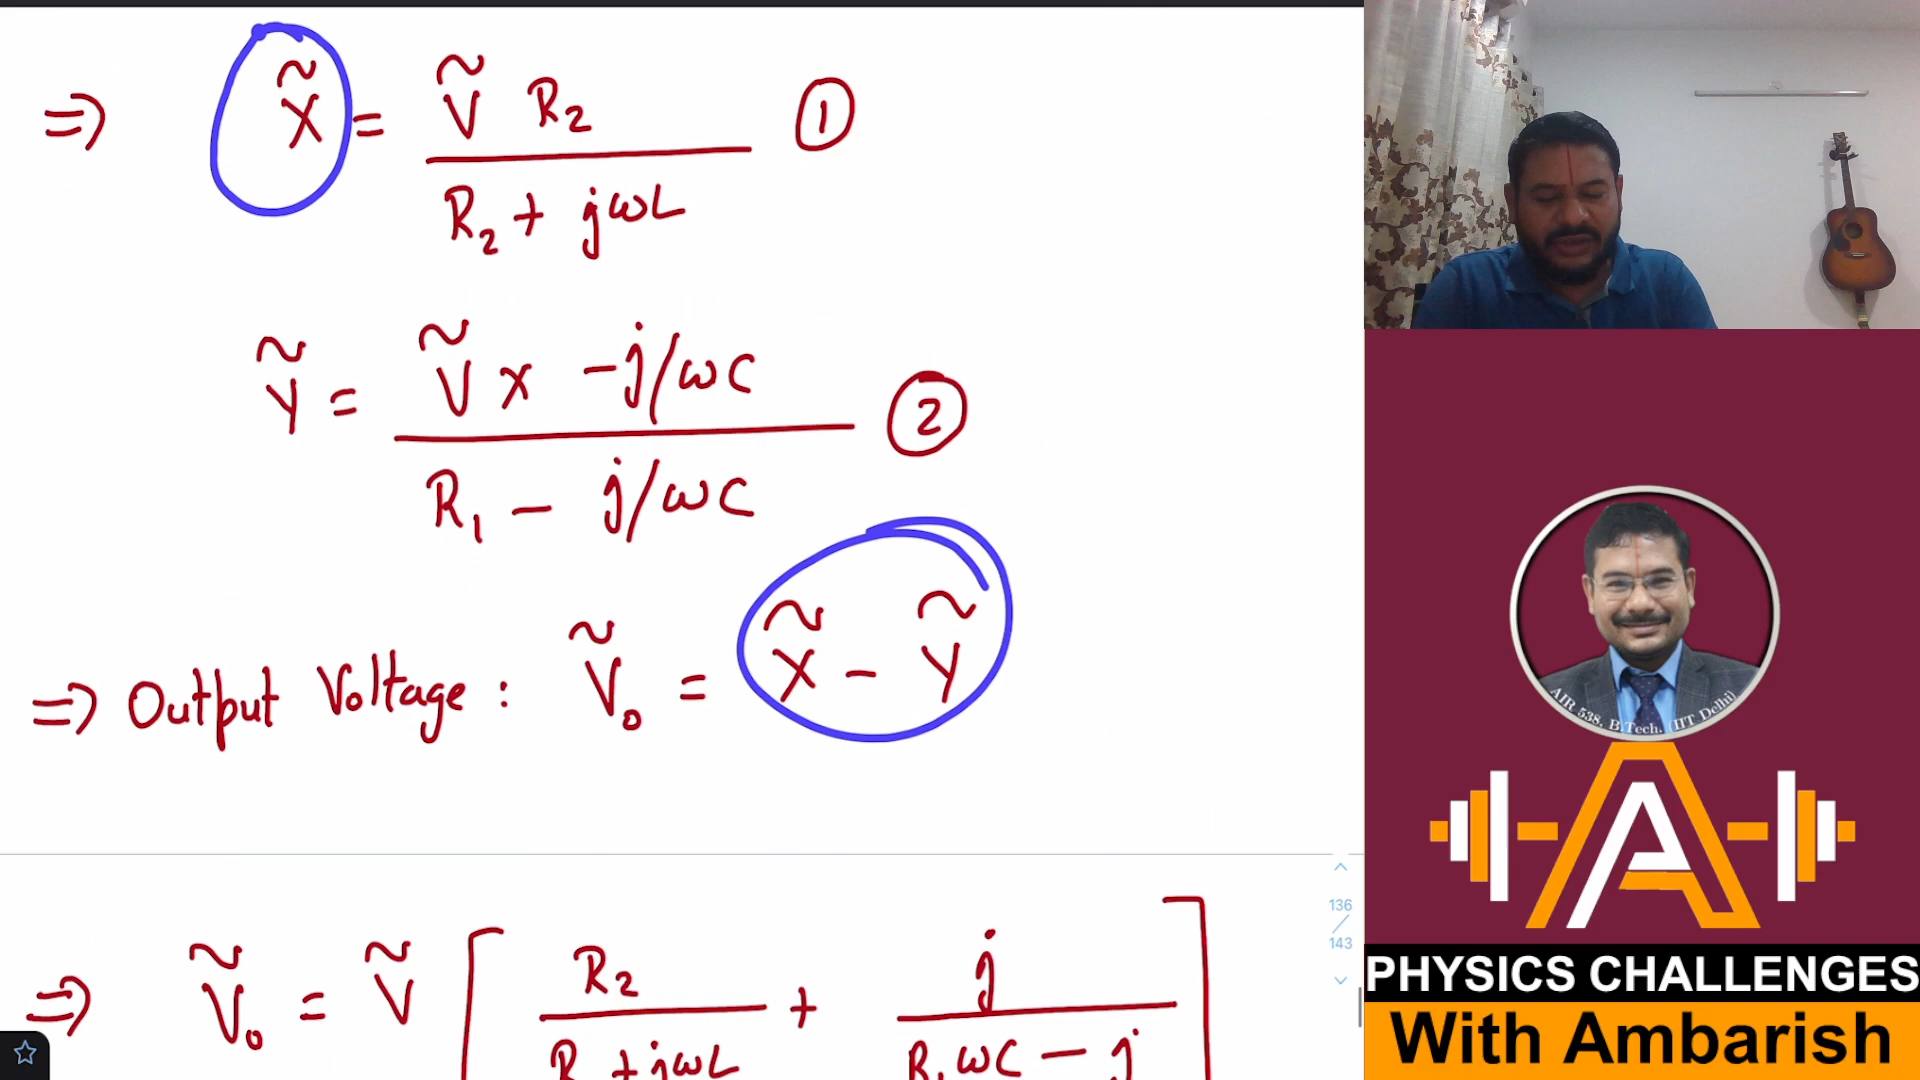 ⇒ X̃ = Ṽ R₂ / R₂ + jωL ①
Ỹ = Ṽ x -j/ωC / R₁ - j/ωC ②
⇒ Output Voltage : Ṽ₀ = X̃ - Ỹ
136
/
143
⇒ Ṽ₀ = Ṽ [ R₂ / R + jωL + j / R₁ωC - j ]
AIR 538, B.Tech. (IIT Delhi)
A
PHYSICS CHALLENGES
With Ambarish